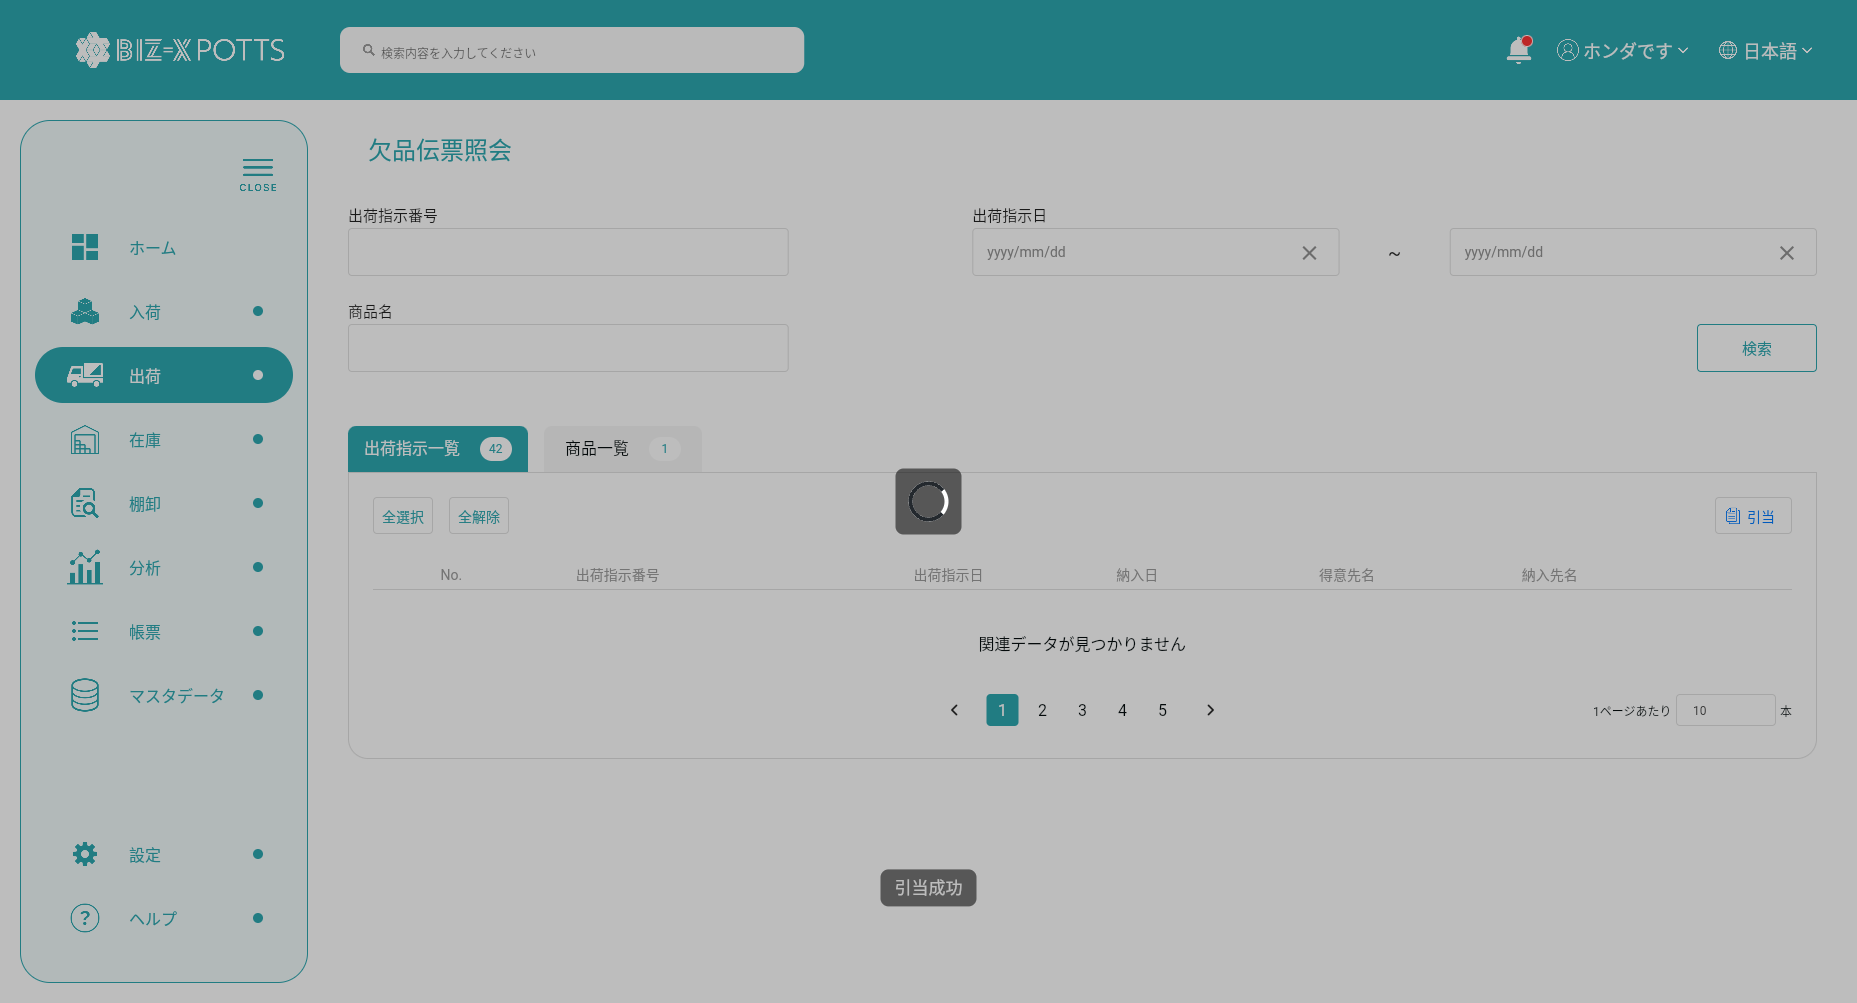 BIZ=X POTTS
検索内容を入力してください
ホンダです
日本語
CLOSE
ホーム
入荷
出荷
在庫
棚卸
分析
帳票
マスタデータ
設定
ヘルプ
欠品伝票照会
出荷指示番号
出荷指示日
yyyy/mm/dd
~
yyyy/mm/dd
商品名
検索
出荷指示一覧 42
商品一覧 1
全選択
全解除
引当
No. 出荷指示番号 出荷指示日 納入日 得意先名 納入先名
関連データが見つかりません
1 2 3 4 5
1ページあたり 10 本
引当成功